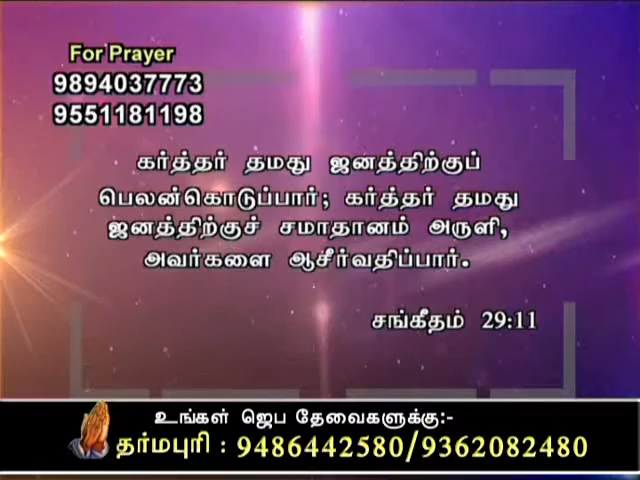 For Prayer
9894037773
9551181198
கர்த்தர் தமது ஜனத்திற்குப்
பெலன்கொடுப்பார்; கர்த்தர் தமது
ஜனத்திற்குச் சமாதானம் அருளி,
அவர்களை ஆசீர்வதிப்பார்.
சங்கீதம் 29:11
உங்கள் ஜெப தேவைகளுக்கு:-
தர்மபுரி : 9486442580/9362082480